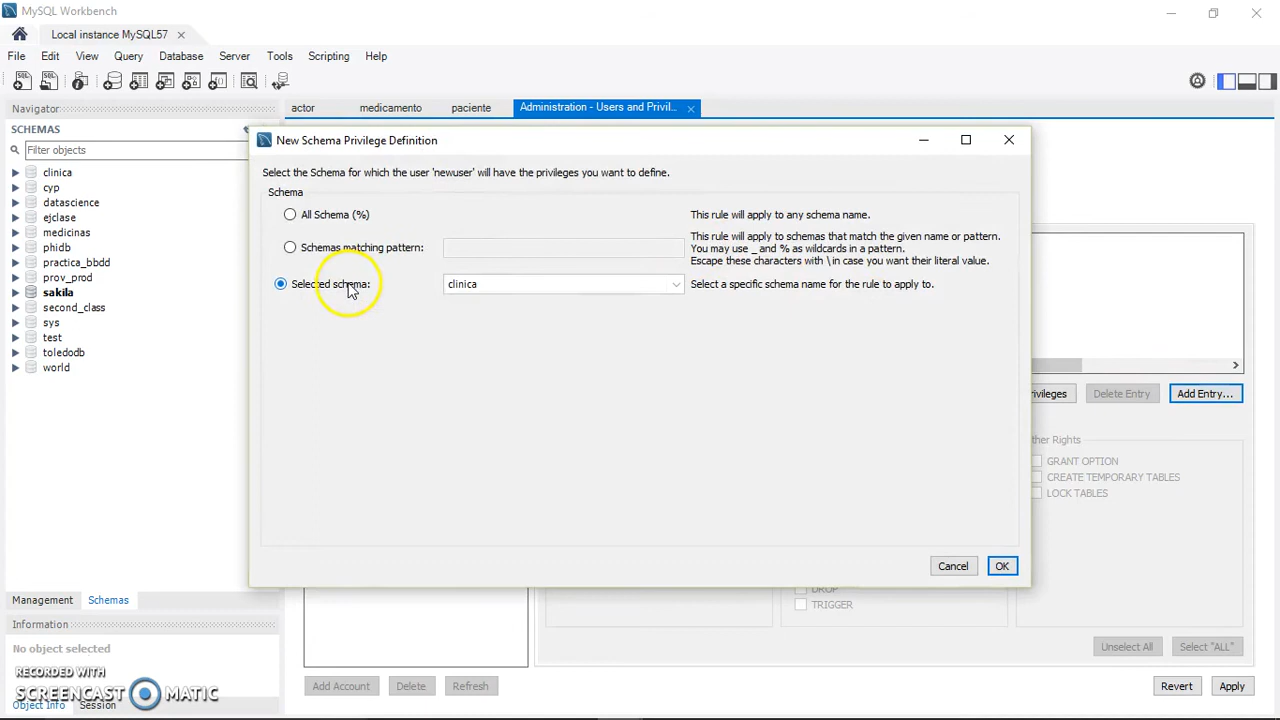 MySQL Workbench
Local instance MySQL57
File Edit View Query Database Server Tools Scripting Help
Navigator
SCHEMAS
Filter objects
clinica
cyp
datascience
ejclase
medicinas
phidb
practica_bbdd
prov_prod
sakila
second_class
sys
test
toledodb
world
Management Schemas
Information
No object selected
RECORDED WITH
SCREENCAST MATIC
Object Info Session
actor medicamento paciente Administration - Users and Privil...
New Schema Privilege Definition
Select the Schema for which the user 'newuser' will have the privileges you want to define.
Schema
All Schema (%) This rule will apply to any schema name.
Schemas matching pattern: This rule will apply to schemas that match the given name or pattern.
You may use _ and % as wildcards in a pattern.
Escape these characters with \ in case you want their literal value.
Selected schema: clinica Select a specific schema name for the rule to apply to.
Cancel OK
rivileges Delete Entry Add Entry...
ther Rights
GRANT OPTION
CREATE TEMPORARY TABLES
LOCK TABLES
DROP
TRIGGER
Unselect All Select "ALL"
Add Account Delete Refresh Revert Apply